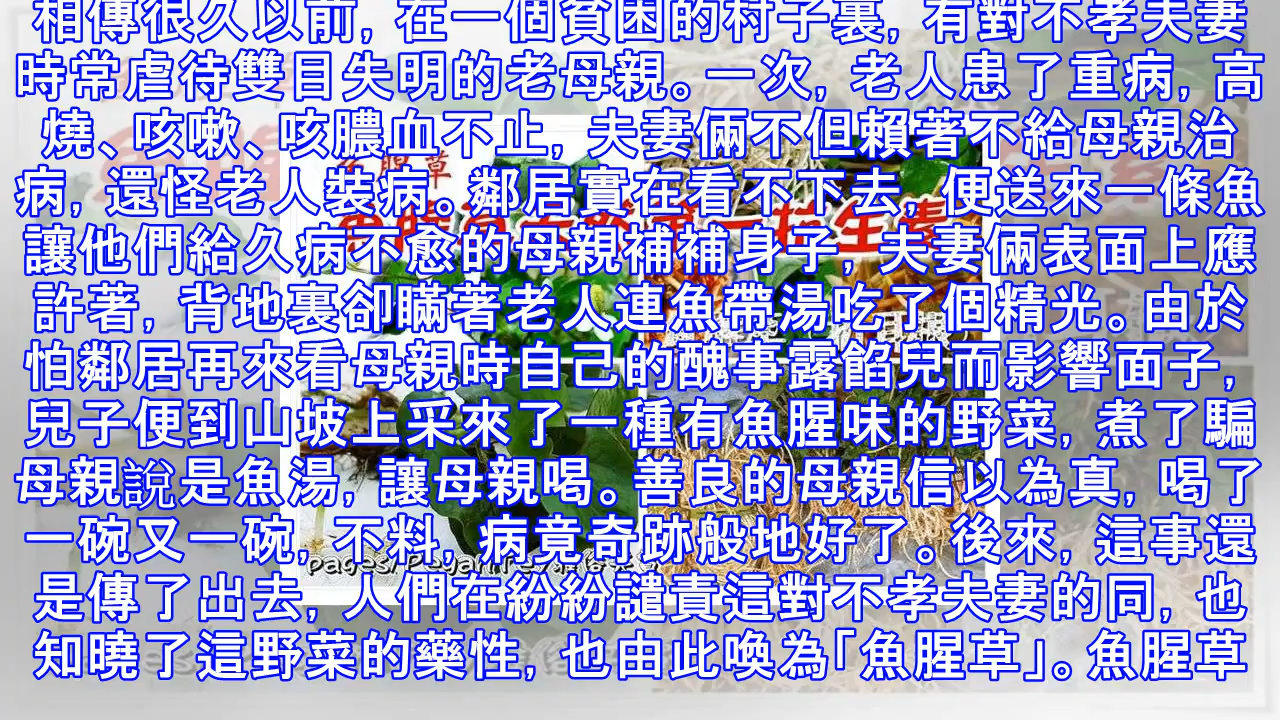 相傳很久以前, 在一個貧困的村子裏, 有對不孝夫妻
時常虐待雙目失明的老母親。一次, 老人患了重病, 高
燒、咳嗽、咳膿血不止, 夫妻倆不但賴著不給母親治
病, 還怪老人裝病。鄰居實在看不下去, 便送來一條魚
讓他們給久病不愈的母親補補身子, 夫妻倆表面上應
許著, 背地裏卻瞞著老人連魚帶湯吃了個精光。由於
怕鄰居再來看母親時自己的醜事露餡兒而影響面子,
兒子便到山坡上采來了一種有魚腥味的野菜, 煮了騙
母親說是魚湯, 讓母親喝。善良的母親信以為真, 喝了
一碗又一碗, 不料, 病竟奇跡般地好了。後來, 這事還
是傳了出去, 人們在紛紛譴責這對不孝夫妻的同, 也
知曉了這野菜的藥性, 也由此喚為「魚腥草」。魚腥草
魚腥草